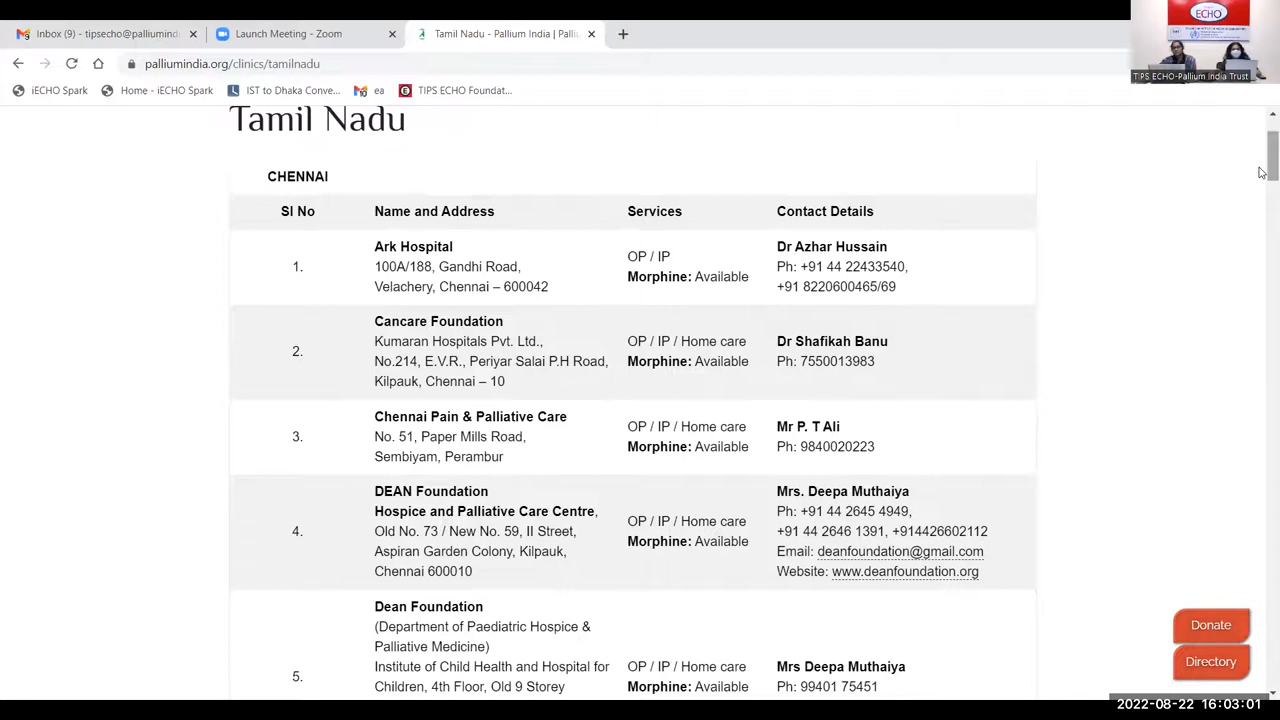 Inbox (9) - tipsecho@palliumind
Launch Meeting - Zoom
Tamil Nadu - Pallium India | Palliu
palliumindia.org/clinics/tamilnadu
iECHO Spark
Home - iECHO Spark
IST to Dhaka Conve...
ea
TIPS ECHO Foundat...
ECHO
TIPS ECHO-Pallium India Trust
Tamil Nadu
CHENNAI
Sl No Name and Address Services Contact Details
1.
Ark Hospital
100A/188, Gandhi Road,
Velachery, Chennai – 600042
OP / IP
Morphine: Available
Dr Azhar Hussain
Ph: +91 44 22433540,
+91 8220600465/69
2.
Cancare Foundation
Kumaran Hospitals Pvt. Ltd.,
No.214, E.V.R., Periyar Salai P.H Road,
Kilpauk, Chennai – 10
OP / IP / Home care
Morphine: Available
Dr Shafikah Banu
Ph: 7550013983
3.
Chennai Pain & Palliative Care
No. 51, Paper Mills Road,
Sembiyam, Perambur
OP / IP / Home care
Morphine: Available
Mr P. T Ali
Ph: 9840020223
4.
DEAN Foundation
Hospice and Palliative Care Centre,
Old No. 73 / New No. 59, II Street,
Aspiran Garden Colony, Kilpauk,
Chennai 600010
OP / IP / Home care
Morphine: Available
Mrs. Deepa Muthaiya
Ph: +91 44 2645 4949,
+91 44 2646 1391, +914426602112
Email: deanfoundation@gmail.com
Website: www.deanfoundation.org
5.
Dean Foundation
(Department of Paediatric Hospice &
Palliative Medicine)
Institute of Child Health and Hospital for
Children, 4th Floor, Old 9 Storey
OP / IP / Home care
Morphine: Available
Mrs Deepa Muthaiya
Ph: 99401 75451
Donate
Directory
2022-08-22 16:03:01